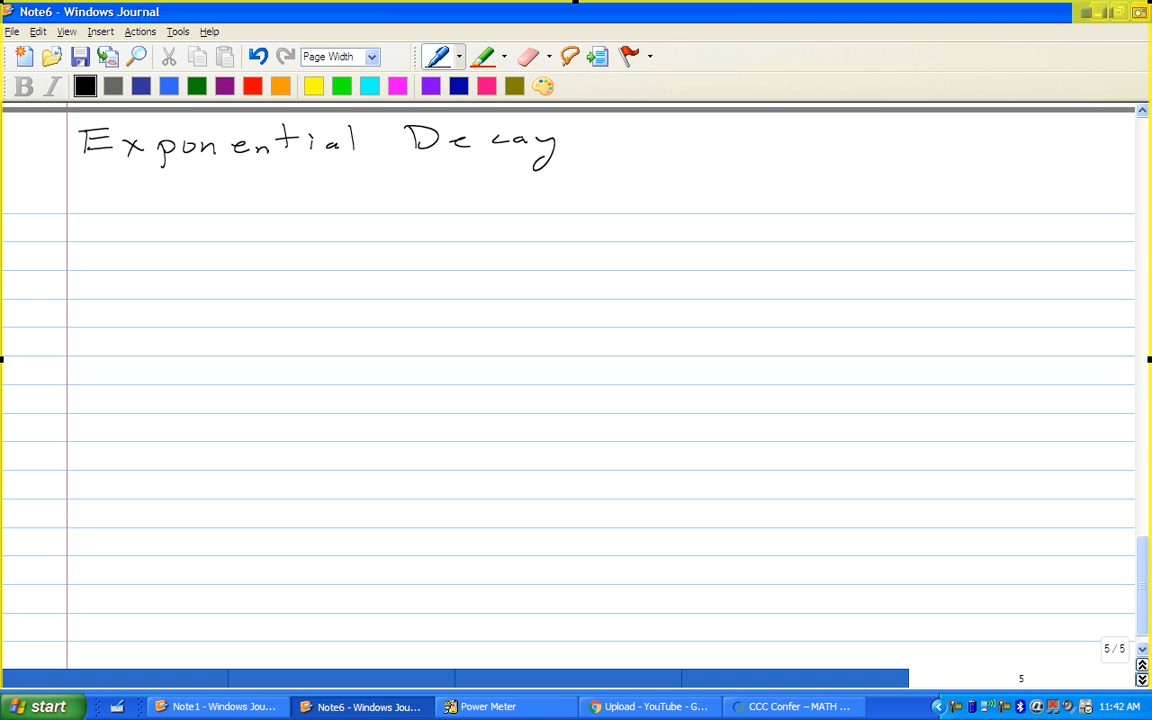 Note6 - Windows Journal
File Edit View Insert Actions Tools Help
Page Width
B I
Exponential Decay
5 / 5
5
start Note1 - Windows Jou... Note6 - Windows Jou... Power Meter Upload - YouTube - G... CCC Confer – MATH ... 11:42 AM